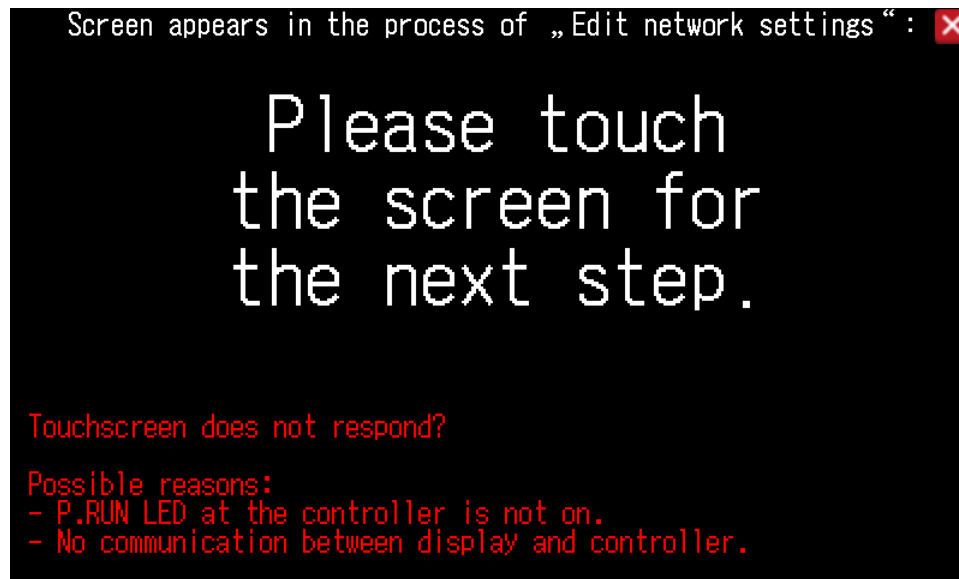 Screen appears in the process of „Edit network settings“:
Please touch
the screen for
the next step.
Touchscreen does not respond?
Possible reasons:
- P.RUN LED at the controller is not on.
- No communication between display and controller.